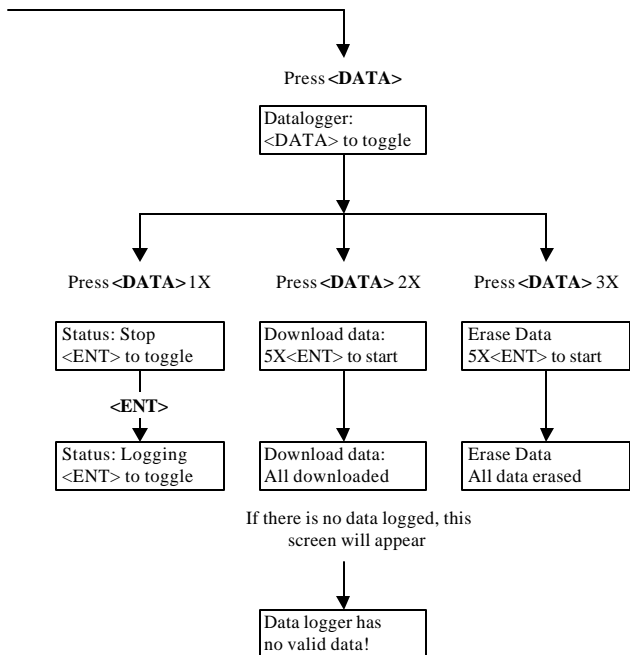 Press <DATA>
Datalogger:
<DATA> to toggle
Press <DATA> 1X
Press <DATA> 2X
Press <DATA> 3X
Status: Stop
<ENT> to toggle
Download data:
5X<ENT> to start
Erase Data
5X<ENT> to start
<ENT>
Status: Logging
<ENT> to toggle
Download data:
All downloaded
Erase Data
All data erased
If there is no data logged, this
screen will appear
Data logger has
no valid data!